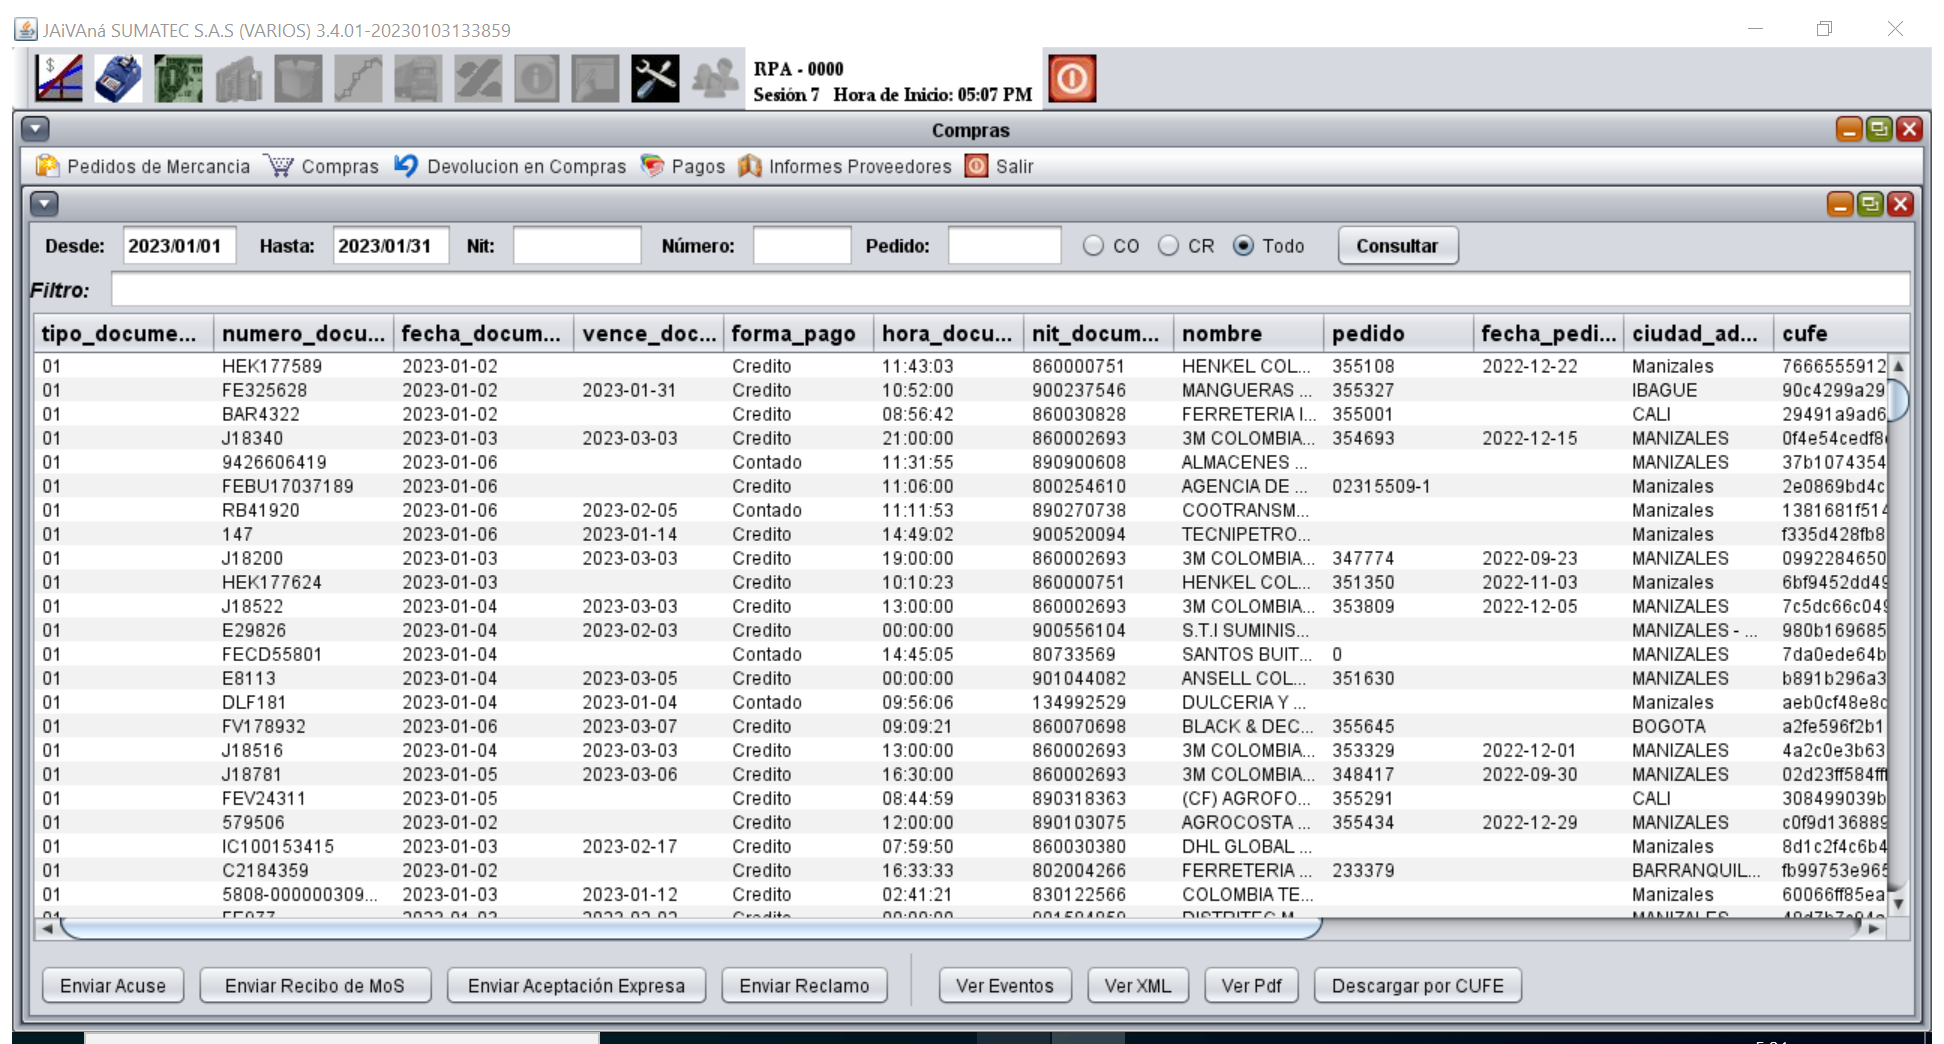 JAiVAná SUMATEC S.A.S (VARIOS) 3.4.01-20230103133859
RPA - 0000
Sesión 7 Hora de Inicio: 05:07 PM
Compras
Pedidos de Mercancia Compras Devolucion en Compras Pagos Informes Proveedores Salir
Desde: 2023/01/01 Hasta: 2023/01/31 Nit: Número: Pedido: CO CR Todo Consultar
Filtro:
tipo_docume... numero_docu... fecha_docum... vence_doc... forma_pago hora_docu... nit_docum... nombre pedido fecha_pedi... ciudad_ad... cufe
01 HEK177589 2023-01-02 Credito 11:43:03 860000751 HENKEL COL... 355108 2022-12-22 Manizales 7666555912
01 FE325628 2023-01-02 2023-01-31 Credito 10:52:00 900237546 MANGUERAS ... 355327 IBAGUE 90c4299a29
01 BAR4322 2023-01-02 Credito 08:56:42 860030828 FERRETERIA I... 355001 CALI 29491a9ad6
01 J18340 2023-01-03 2023-03-03 Credito 21:00:00 860002693 3M COLOMBIA... 354693 2022-12-15 MANIZALES 0f4e54cedf8
01 9426606419 2023-01-06 Contado 11:31:55 890900608 ALMACENES ... MANIZALES 37b1074354
01 FEBU17037189 2023-01-06 Credito 11:06:00 800254610 AGENCIA DE ... 02315509-1 Manizales 2e0869bd4c
01 RB41920 2023-01-06 2023-02-05 Contado 11:11:53 890270738 COOTRANSM... Manizales 1381681f514
01 147 2023-01-06 2023-01-14 Credito 14:49:02 900520094 TECNIPETRO... Manizales f335d428fb8
01 J18200 2023-01-03 2023-03-03 Credito 19:00:00 860002693 3M COLOMBIA... 347774 2022-09-23 MANIZALES 0992284650
01 HEK177624 2023-01-03 Credito 10:10:23 860000751 HENKEL COL... 351350 2022-11-03 Manizales 6bf9452dd49
01 J18522 2023-01-04 2023-03-03 Credito 13:00:00 860002693 3M COLOMBIA... 353809 2022-12-05 MANIZALES 7c5dc66c049
01 E29826 2023-01-04 2023-02-03 Credito 00:00:00 900556104 S.T.I SUMINIS... MANIZALES - ... 980b169685
01 FECD55801 2023-01-04 Contado 14:45:05 80733569 SANTOS BUIT... 0 MANIZALES 7da0ede64b
01 E8113 2023-01-04 2023-03-05 Credito 00:00:00 901044082 ANSELL COL... 351630 MANIZALES b891b296a3
01 DLF181 2023-01-04 2023-01-04 Contado 09:56:06 134992529 DULCERIA Y ... Manizales aeb0cf48e8c
01 FV178932 2023-01-06 2023-03-07 Credito 09:09:21 860070698 BLACK & DEC... 355645 BOGOTA a2fe596f2b1
01 J18516 2023-01-04 2023-03-03 Credito 13:00:00 860002693 3M COLOMBIA... 353329 2022-12-01 MANIZALES 4a2c0e3b63
01 J18781 2023-01-05 2023-03-06 Credito 16:30:00 860002693 3M COLOMBIA... 348417 2022-09-30 MANIZALES 02d23ff584fff
01 FEV24311 2023-01-05 Credito 08:44:59 890318363 (CF) AGROFO... 355291 CALI 308499039b
01 579506 2023-01-02 Credito 12:00:00 890103075 AGROCOSTA ... 355434 2022-12-29 MANIZALES c0f9d136889
01 IC100153415 2023-01-03 2023-02-17 Credito 07:59:50 860030380 DHL GLOBAL ... Manizales 8d1c2f4c6b4
01 C2184359 2023-01-02 Credito 16:33:33 802004266 FERRETERIA ... 233379 BARRANQUIL... fb99753e965
01 5808-000000309... 2023-01-03 2023-01-12 Credito 02:41:21 830122566 COLOMBIA TE... Manizales 60066ff85ea
Enviar Acuse Enviar Recibo de MoS Enviar Aceptación Expresa Enviar Reclamo Ver Eventos Ver XML Ver Pdf Descargar por CUFE